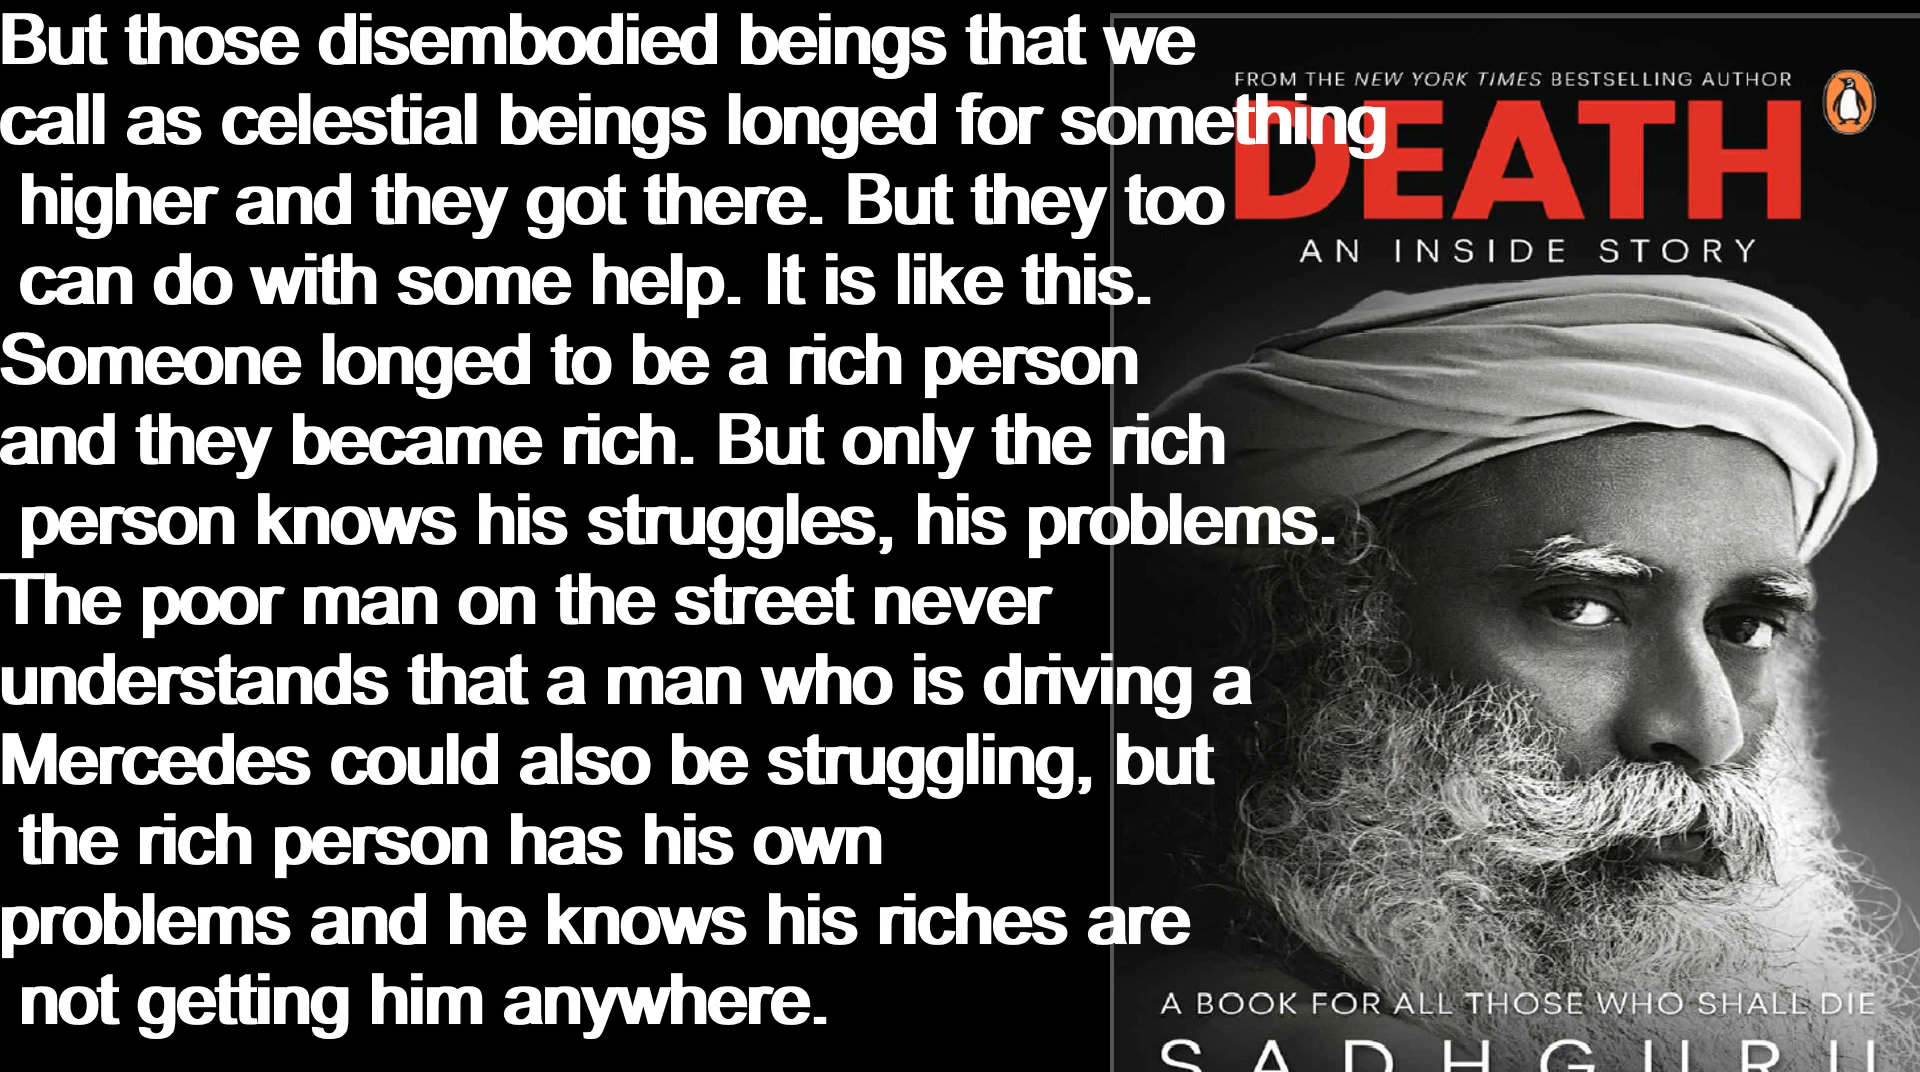 But those disembodied beings that we
call as celestial beings longed for something
higher and they got there. But they too
can do with some help. It is like this.
Someone longed to be a rich person
and they became rich. But only the rich
person knows his struggles, his problems.
The poor man on the street never
understands that a man who is driving a
Mercedes could also be struggling, but
the rich person has his own
problems and he knows his riches are
not getting him anywhere.
FROM THE NEW YORK TIMES BESTSELLING AUTHOR
DEATH
AN INSIDE STORY
A BOOK FOR ALL THOSE WHO SHALL DIE
SADHGURU